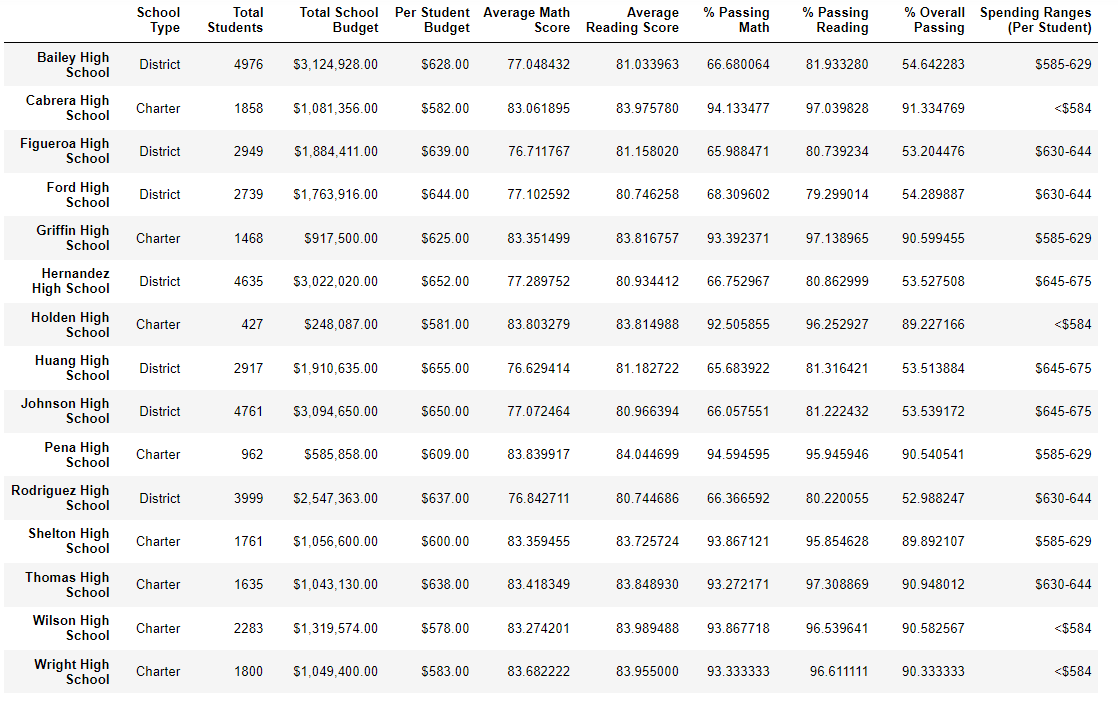 School Type Total Students Total School Budget Per Student Budget Average Math Score Average Reading Score % Passing Math % Passing Reading % Overall Passing Spending Ranges (Per Student)
Bailey High School District 4976 $3,124,928.00 $628.00 77.048432 81.033963 66.680064 81.933280 54.642283 $585-629
Cabrera High School Charter 1858 $1,081,356.00 $582.00 83.061895 83.975780 94.133477 97.039828 91.334769 <$584
Figueroa High School District 2949 $1,884,411.00 $639.00 76.711767 81.158020 65.988471 80.739234 53.204476 $630-644
Ford High School District 2739 $1,763,916.00 $644.00 77.102592 80.746258 68.309602 79.299014 54.289887 $630-644
Griffin High School Charter 1468 $917,500.00 $625.00 83.351499 83.816757 93.392371 97.138965 90.599455 $585-629
Hernandez High School District 4635 $3,022,020.00 $652.00 77.289752 80.934412 66.752967 80.862999 53.527508 $645-675
Holden High School Charter 427 $248,087.00 $581.00 83.803279 83.814988 92.505855 96.252927 89.227166 <$584
Huang High School District 2917 $1,910,635.00 $655.00 76.629414 81.182722 65.683922 81.316421 53.513884 $645-675
Johnson High School District 4761 $3,094,650.00 $650.00 77.072464 80.966394 66.057551 81.222432 53.539172 $645-675
Pena High School Charter 962 $585,858.00 $609.00 83.839917 84.044699 94.594595 95.945946 90.540541 $585-629
Rodriguez High School District 3999 $2,547,363.00 $637.00 76.842711 80.744686 66.366592 80.220055 52.988247 $630-644
Shelton High School Charter 1761 $1,056,600.00 $600.00 83.359455 83.725724 93.867121 95.854628 89.892107 $585-629
Thomas High School Charter 1635 $1,043,130.00 $638.00 83.418349 83.848930 93.272171 97.308869 90.948012 $630-644
Wilson High School Charter 2283 $1,319,574.00 $578.00 83.274201 83.989488 93.867718 96.539641 90.582567 <$584
Wright High School Charter 1800 $1,049,400.00 $583.00 83.682222 83.955000 93.333333 96.611111 90.333333 <$584